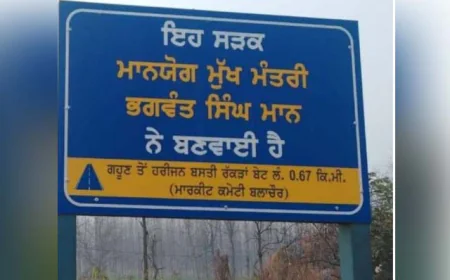 ਇਹ ਸੜਕ
ਮਾਨਯੋਗ ਮੁੱਖ ਮੰਤਰੀ
ਭਗਵੰਤ ਸਿੰਘ ਮਾਨ
ਨੇ ਬਣਵਾਈ ਹੈ
ਗਹੂਣ ਤੋਂ ਹਰੀਜਨ ਬਸਤੀ ਰੱਕੜਾਂ ਬੇਟ ਲੰ. 0.67 ਕਿ.ਮੀ.
(ਮਾਰਕੀਟ ਕਮੇਟੀ ਬਲਾਚੌਰ)